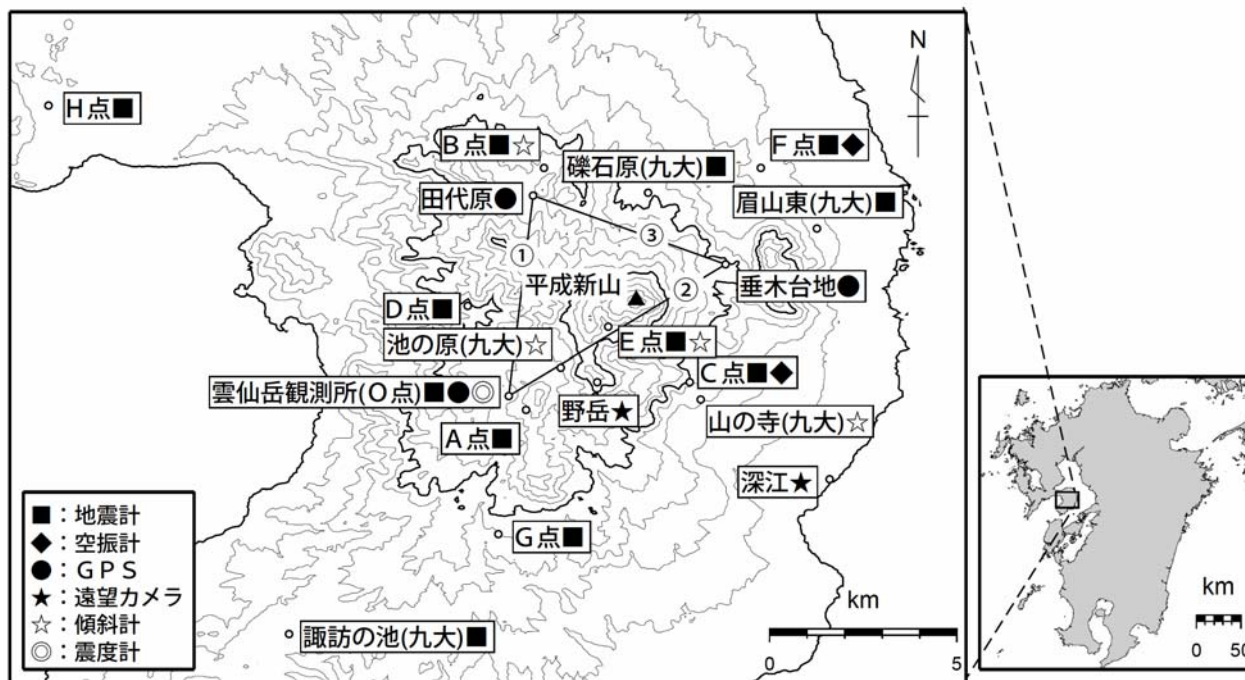 N
H点■
B点■☆
F点■◆
礫石原(九大)■
田代原●
眉山東(九大)■
③
①
平成新山
②
垂木台地●
D点■
池の原(九大)☆
E点■☆
雲仙岳観測所(O点)■●◎
C点■◆
野岳★
山の寺(九大)☆
A点■
深江★
G点■
諏訪の池(九大)■
■：地震計
◆：空振計
●：GPS
★：遠望カメラ
☆：傾斜計
◎：震度計
km
0 5
km
0 50